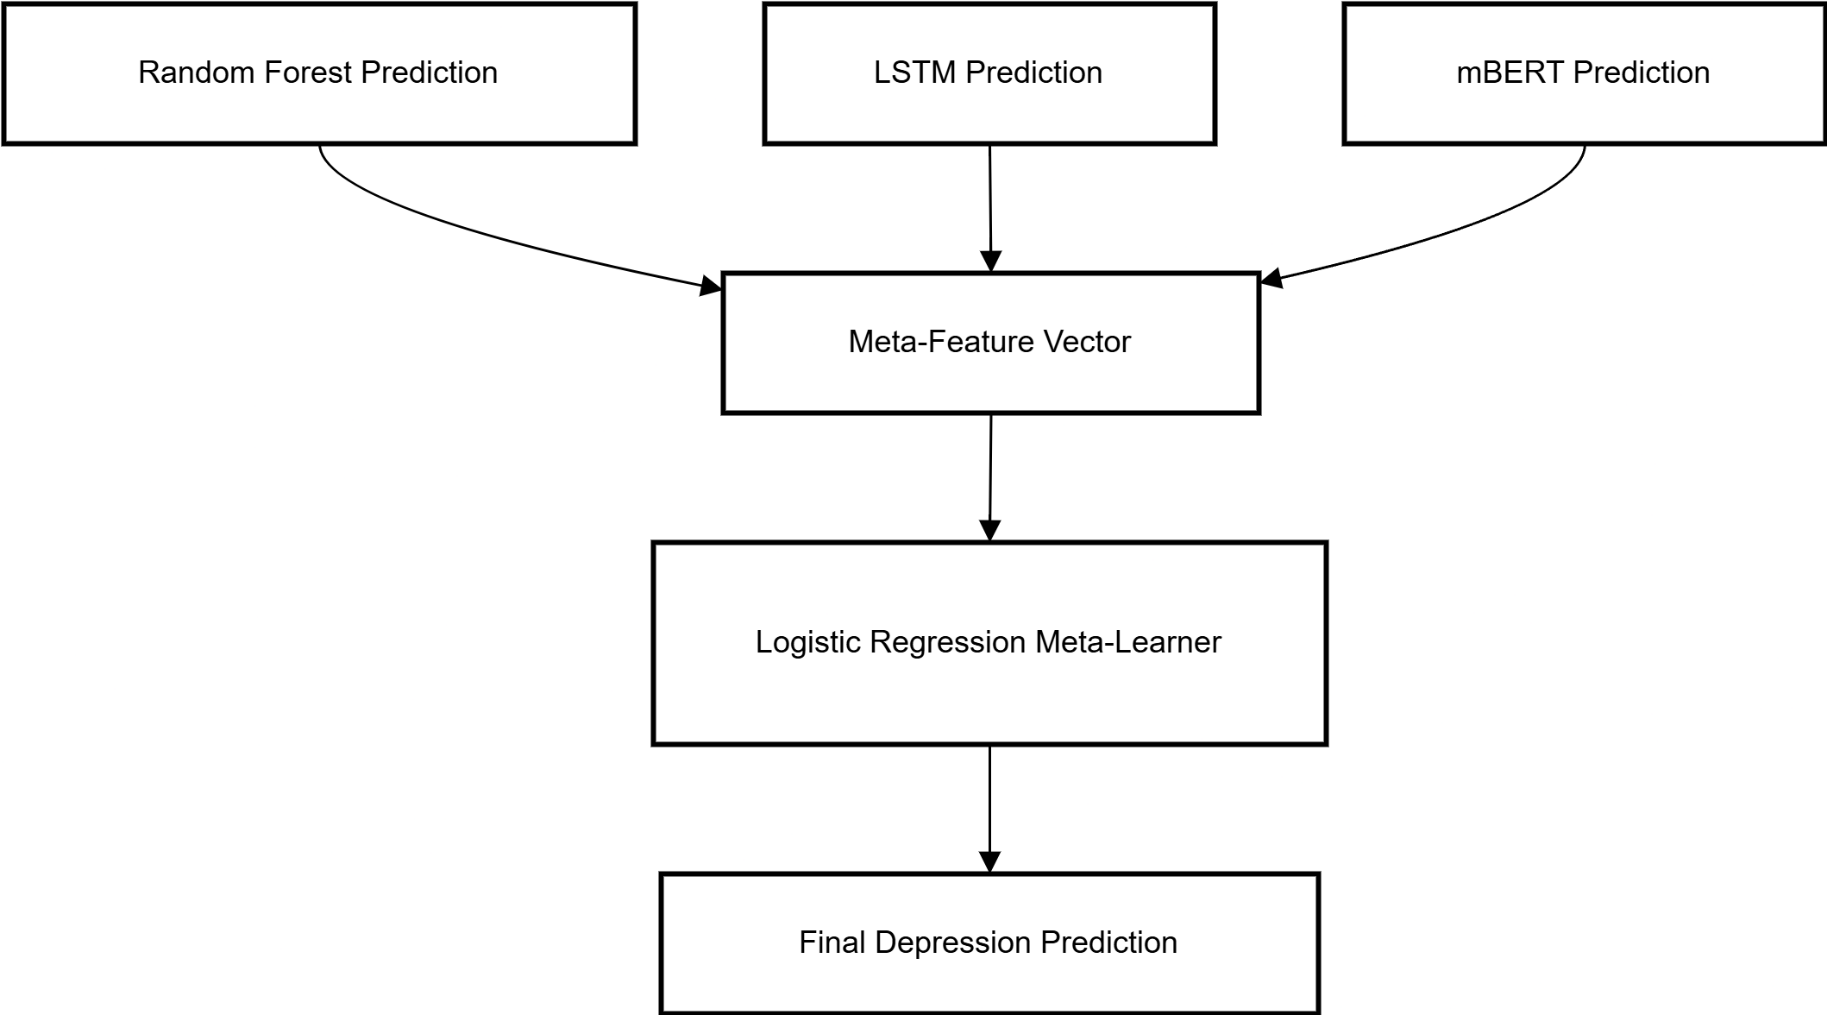 Random Forest Prediction
LSTM Prediction
mBERT Prediction
Meta-Feature Vector
Logistic Regression Meta-Learner
Final Depression Prediction